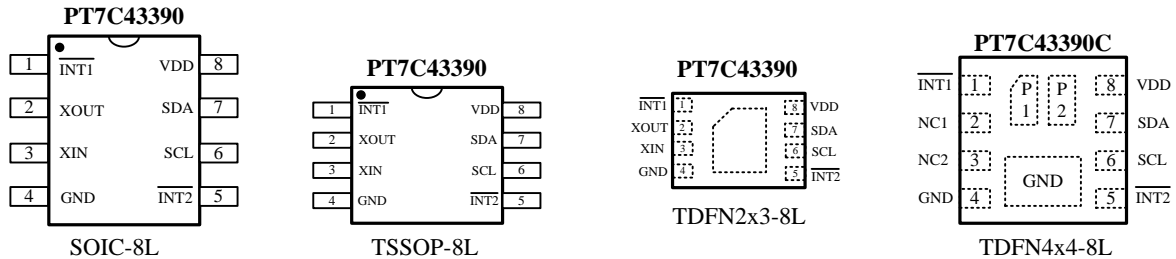 PT7C43390
1 INT1 VDD 8
2 XOUT SDA 7
3 XIN SCL 6
4 GND INT2 5
SOIC-8L
PT7C43390
1 INT1 VDD 8
2 XOUT SDA 7
3 XIN SCL 6
4 GND INT2 5
TSSOP-8L
PT7C43390
INT1 1 8 VDD
XOUT 2 7 SDA
XIN 3 6 SCL
GND 4 5 INT2
TDFN2x3-8L
PT7C43390C
INT1 1 P1 P2 8 VDD
NC1 2 7 SDA
NC2 3 6 SCL
GND 4 GND 5 INT2
TDFN4x4-8L